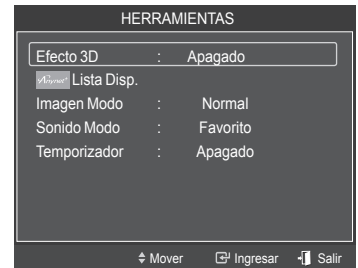 HERRAMIENTAS
Efecto 3D : Apagado
Anynet+ Lista Disp.
Imagen Modo : Normal
Sonido Modo : Favorito
Temporizador : Apagado
Mover Ingresar Salir